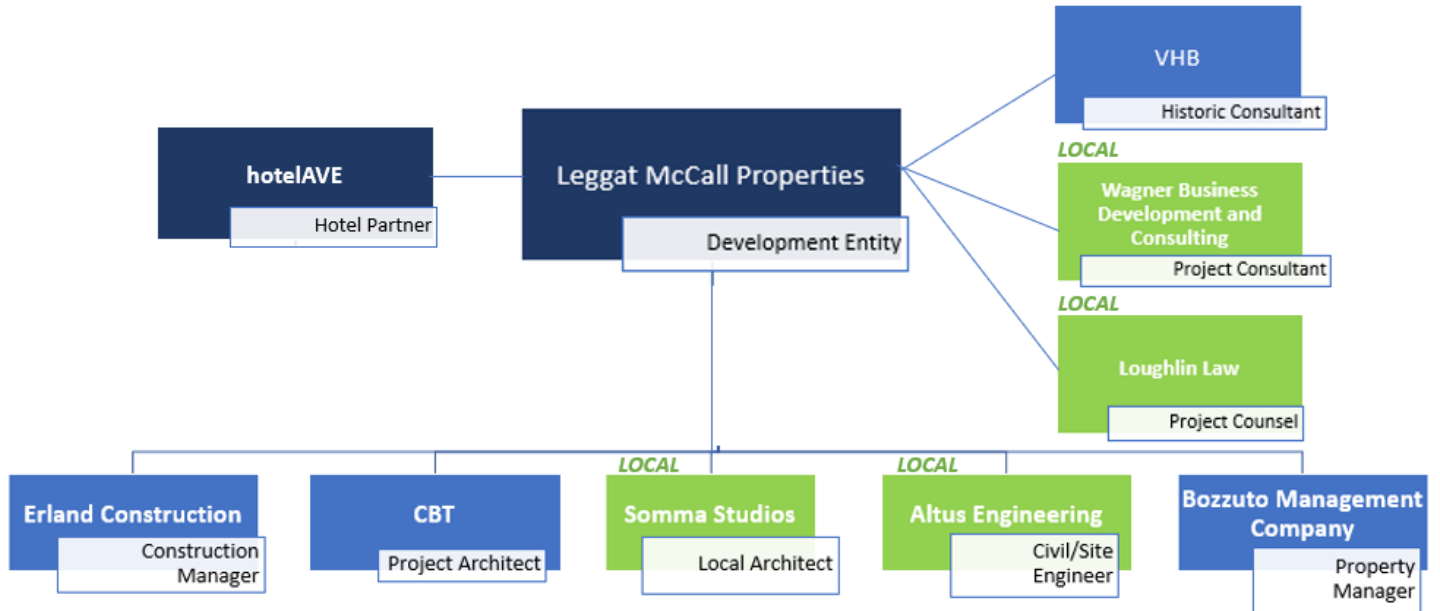 VHB
Historic Consultant
hotelAVE
Hotel Partner
Leggat McCall Properties
Development Entity
LOCAL
Wagner Business
Development and
Consulting
Project Consultant
LOCAL
Loughlin Law
Project Counsel
Erland Construction
Construction
Manager
CBT
Project Architect
LOCAL
Somma Studios
Local Architect
LOCAL
Altus Engineering
Civil/Site
Engineer
Bozzuto Management
Company
Property
Manager